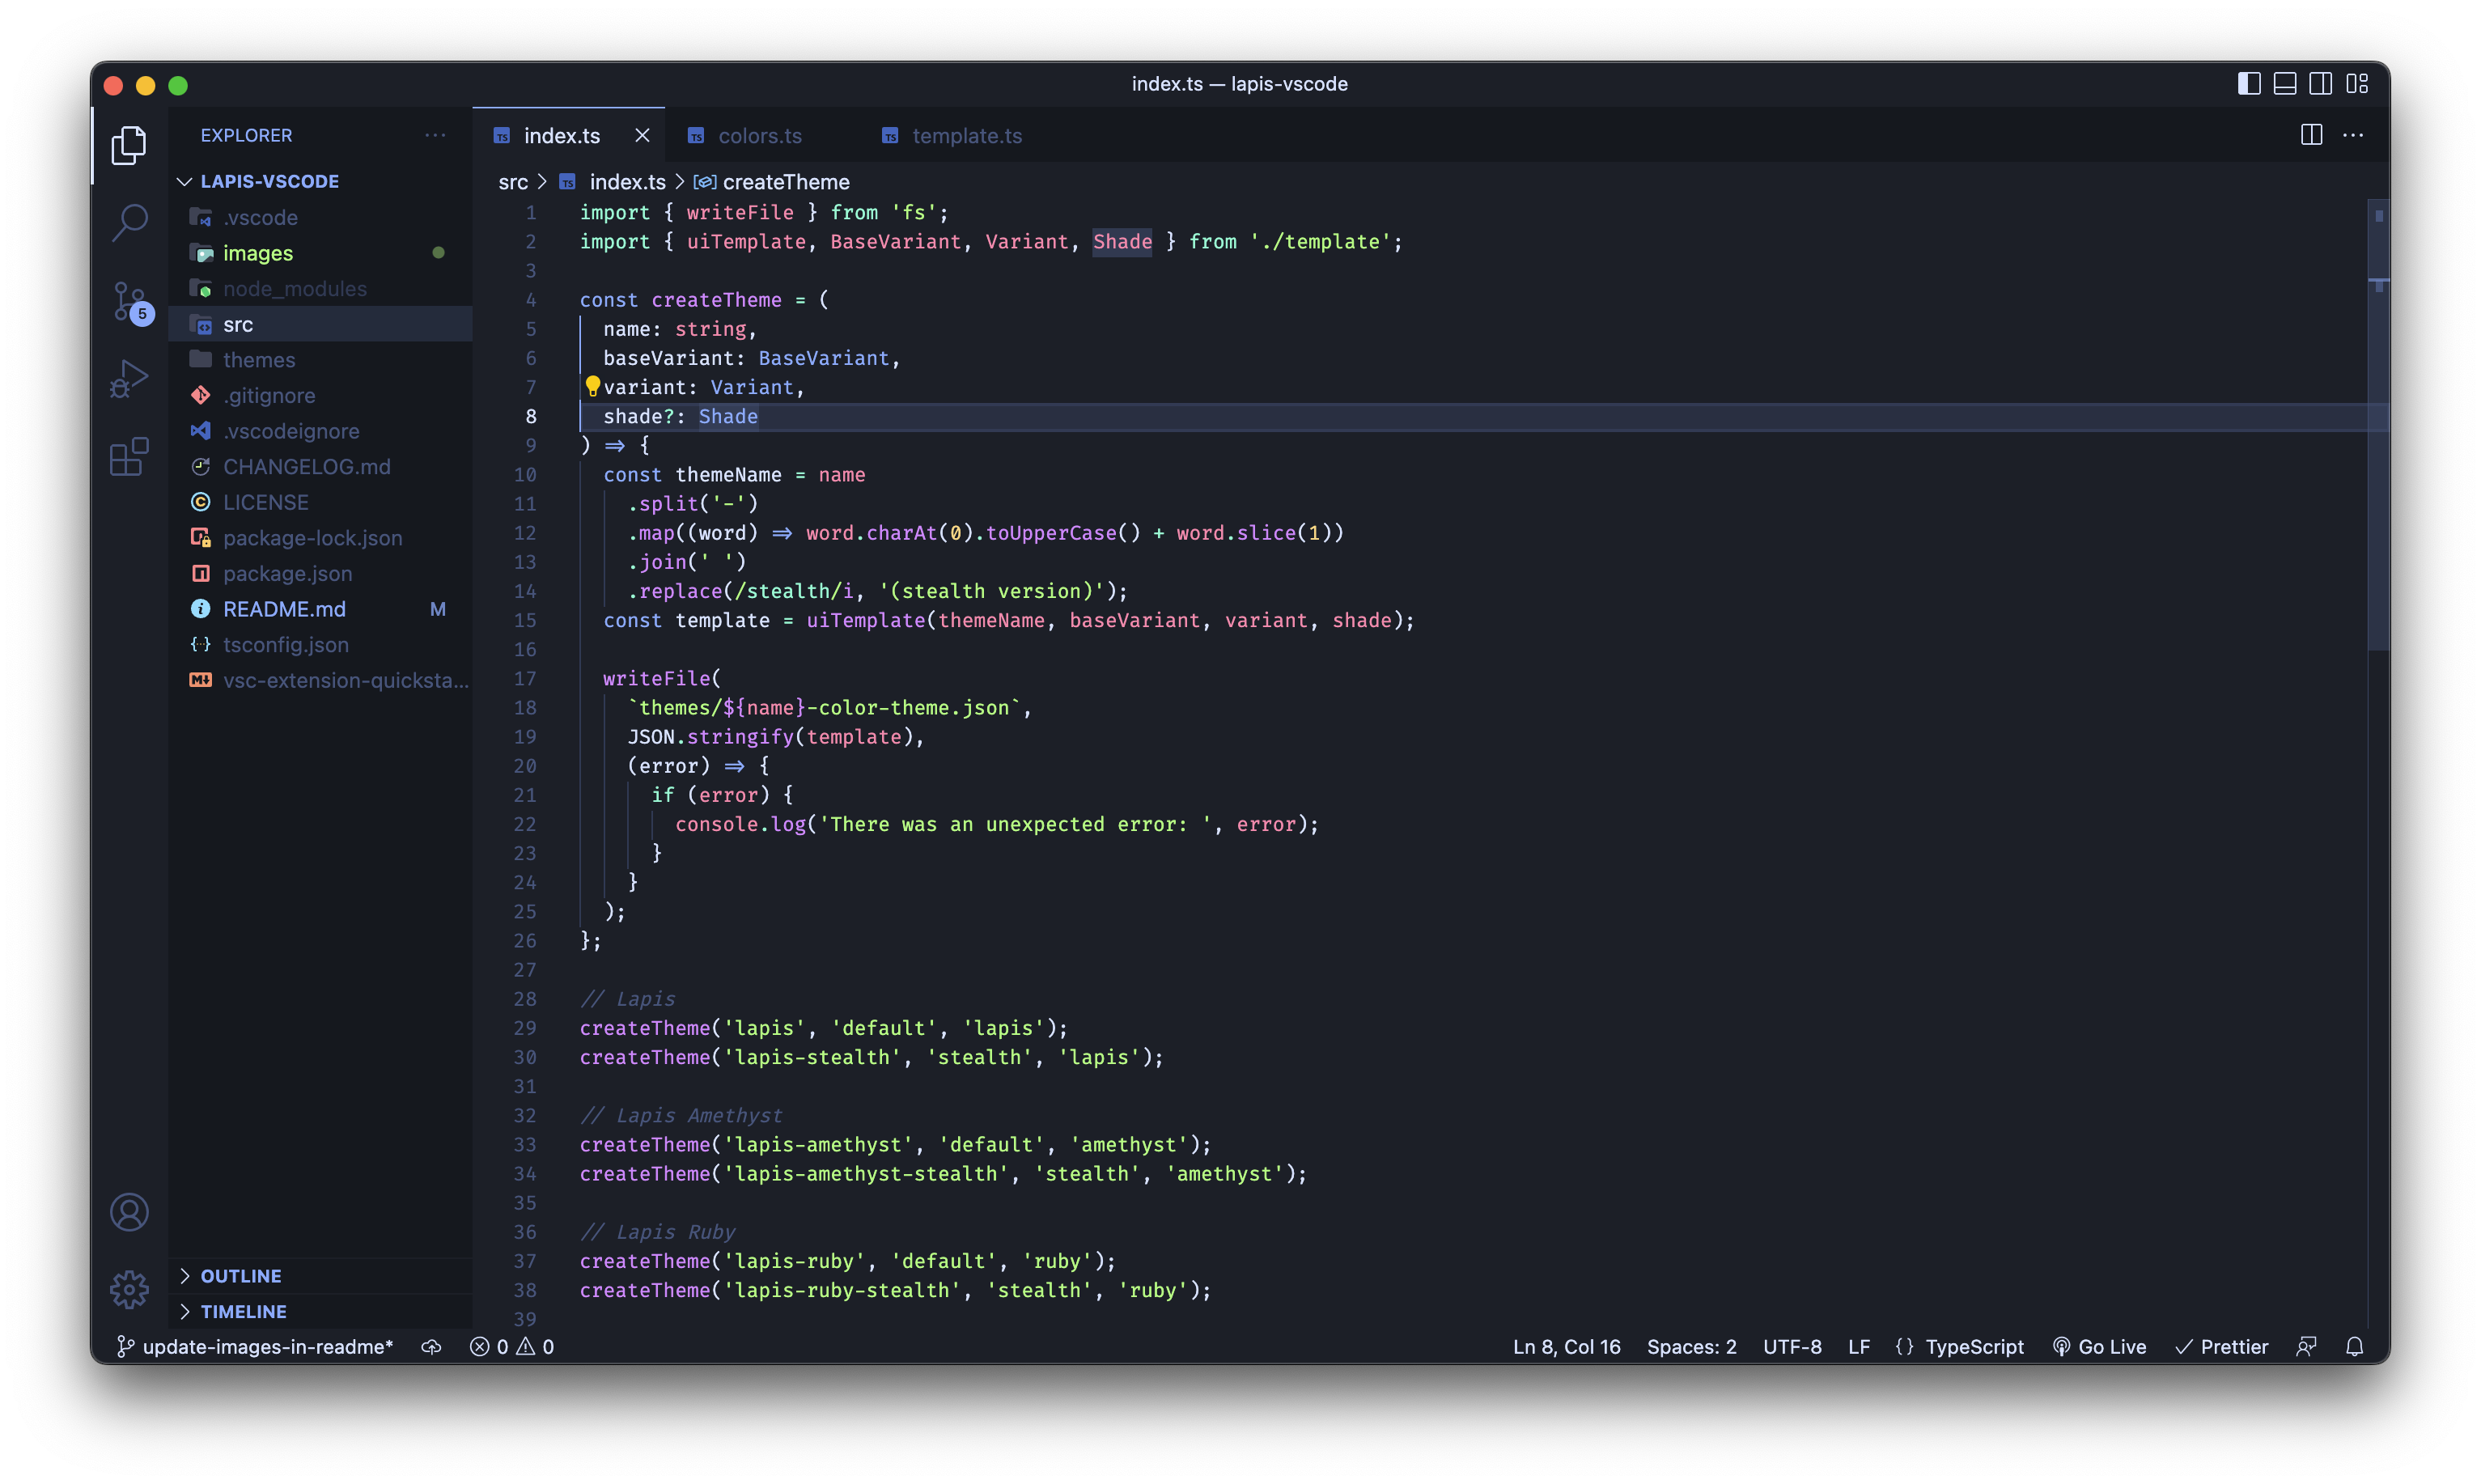 index.ts — lapis-vscode
EXPLORER
LAPIS-VSCODE
.vscode
images
node_modules
src
themes
.gitignore
.vscodeignore
CHANGELOG.md
LICENSE
package-lock.json
package.json
README.md M
tsconfig.json
vsc-extension-quicksta...
OUTLINE
TIMELINE
5
TS index.ts
TS colors.ts
TS template.ts
src > TS index.ts > createTheme
1 import { writeFile } from 'fs';
2 import { uiTemplate, BaseVariant, Variant, Shade } from './template';
3
4 const createTheme = (
5   name: string,
6   baseVariant: BaseVariant,
7   variant: Variant,
8   shade?: Shade
9 ) => {
10   const themeName = name
11     .split('-')
12     .map((word) => word.charAt(0).toUpperCase() + word.slice(1))
13     .join(' ')
14     .replace(/stealth/i, '(stealth version)');
15   const template = uiTemplate(themeName, baseVariant, variant, shade);
16
17   writeFile(
18     `themes/${name}-color-theme.json`,
19     JSON.stringify(template),
20     (error) => {
21       if (error) {
22         console.log('There was an unexpected error: ', error);
23       }
24     }
25   );
26 };
27
28 // Lapis
29 createTheme('lapis', 'default', 'lapis');
30 createTheme('lapis-stealth', 'stealth', 'lapis');
31
32 // Lapis Amethyst
33 createTheme('lapis-amethyst', 'default', 'amethyst');
34 createTheme('lapis-amethyst-stealth', 'stealth', 'amethyst');
35
36 // Lapis Ruby
37 createTheme('lapis-ruby', 'default', 'ruby');
38 createTheme('lapis-ruby-stealth', 'stealth', 'ruby');
39
update-images-in-readme* 0 0 Ln 8, Col 16 Spaces: 2 UTF-8 LF {} TypeScript Go Live Prettier